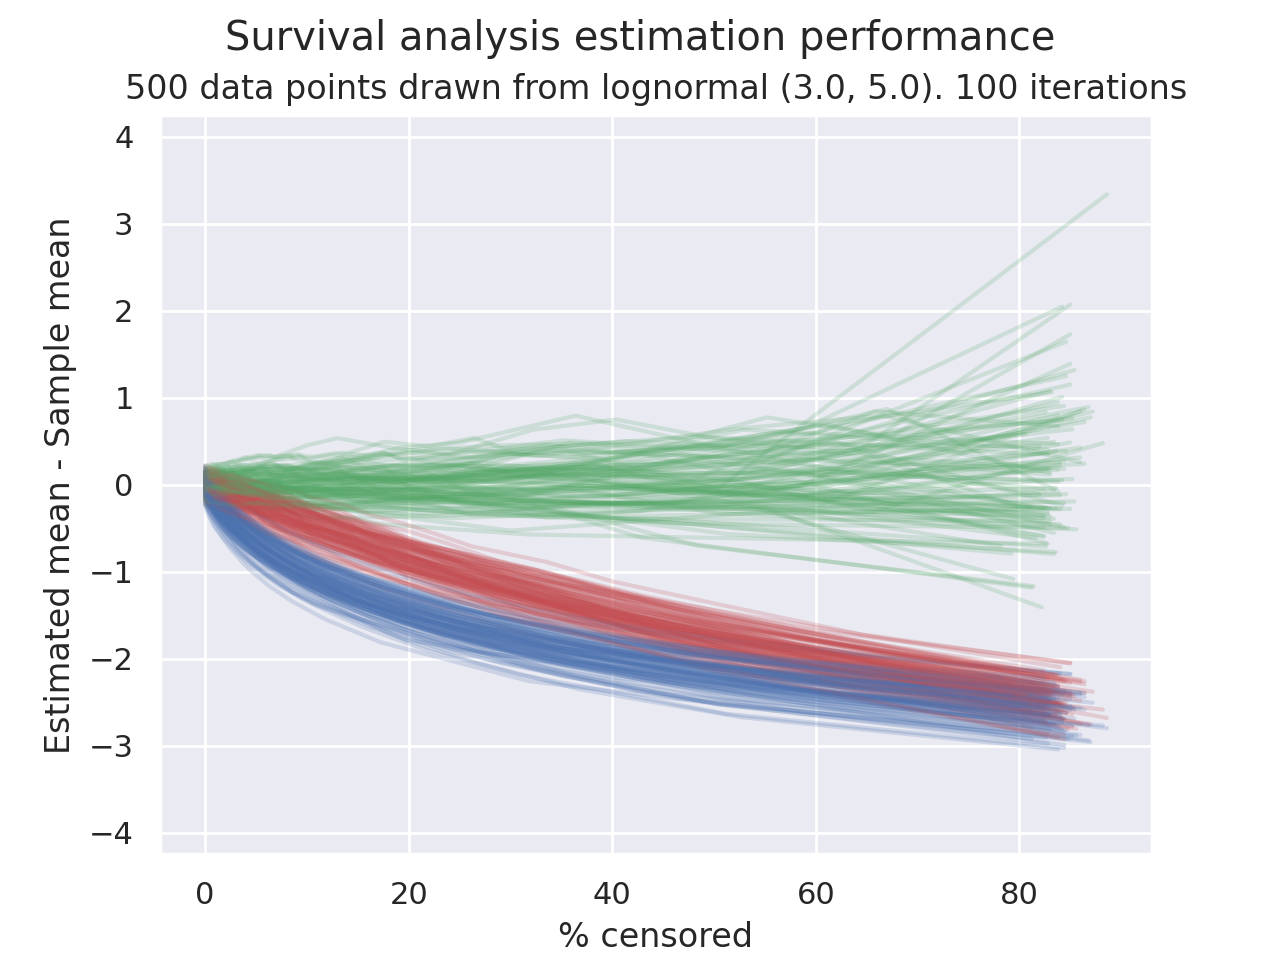 Survival analysis estimation performance
500 data points drawn from lognormal (3.0, 5.0). 100 iterations
Estimated mean - Sample mean
4
3
2
1
0
−1
−2
−3
−4
0 20 40 60 80
% censored